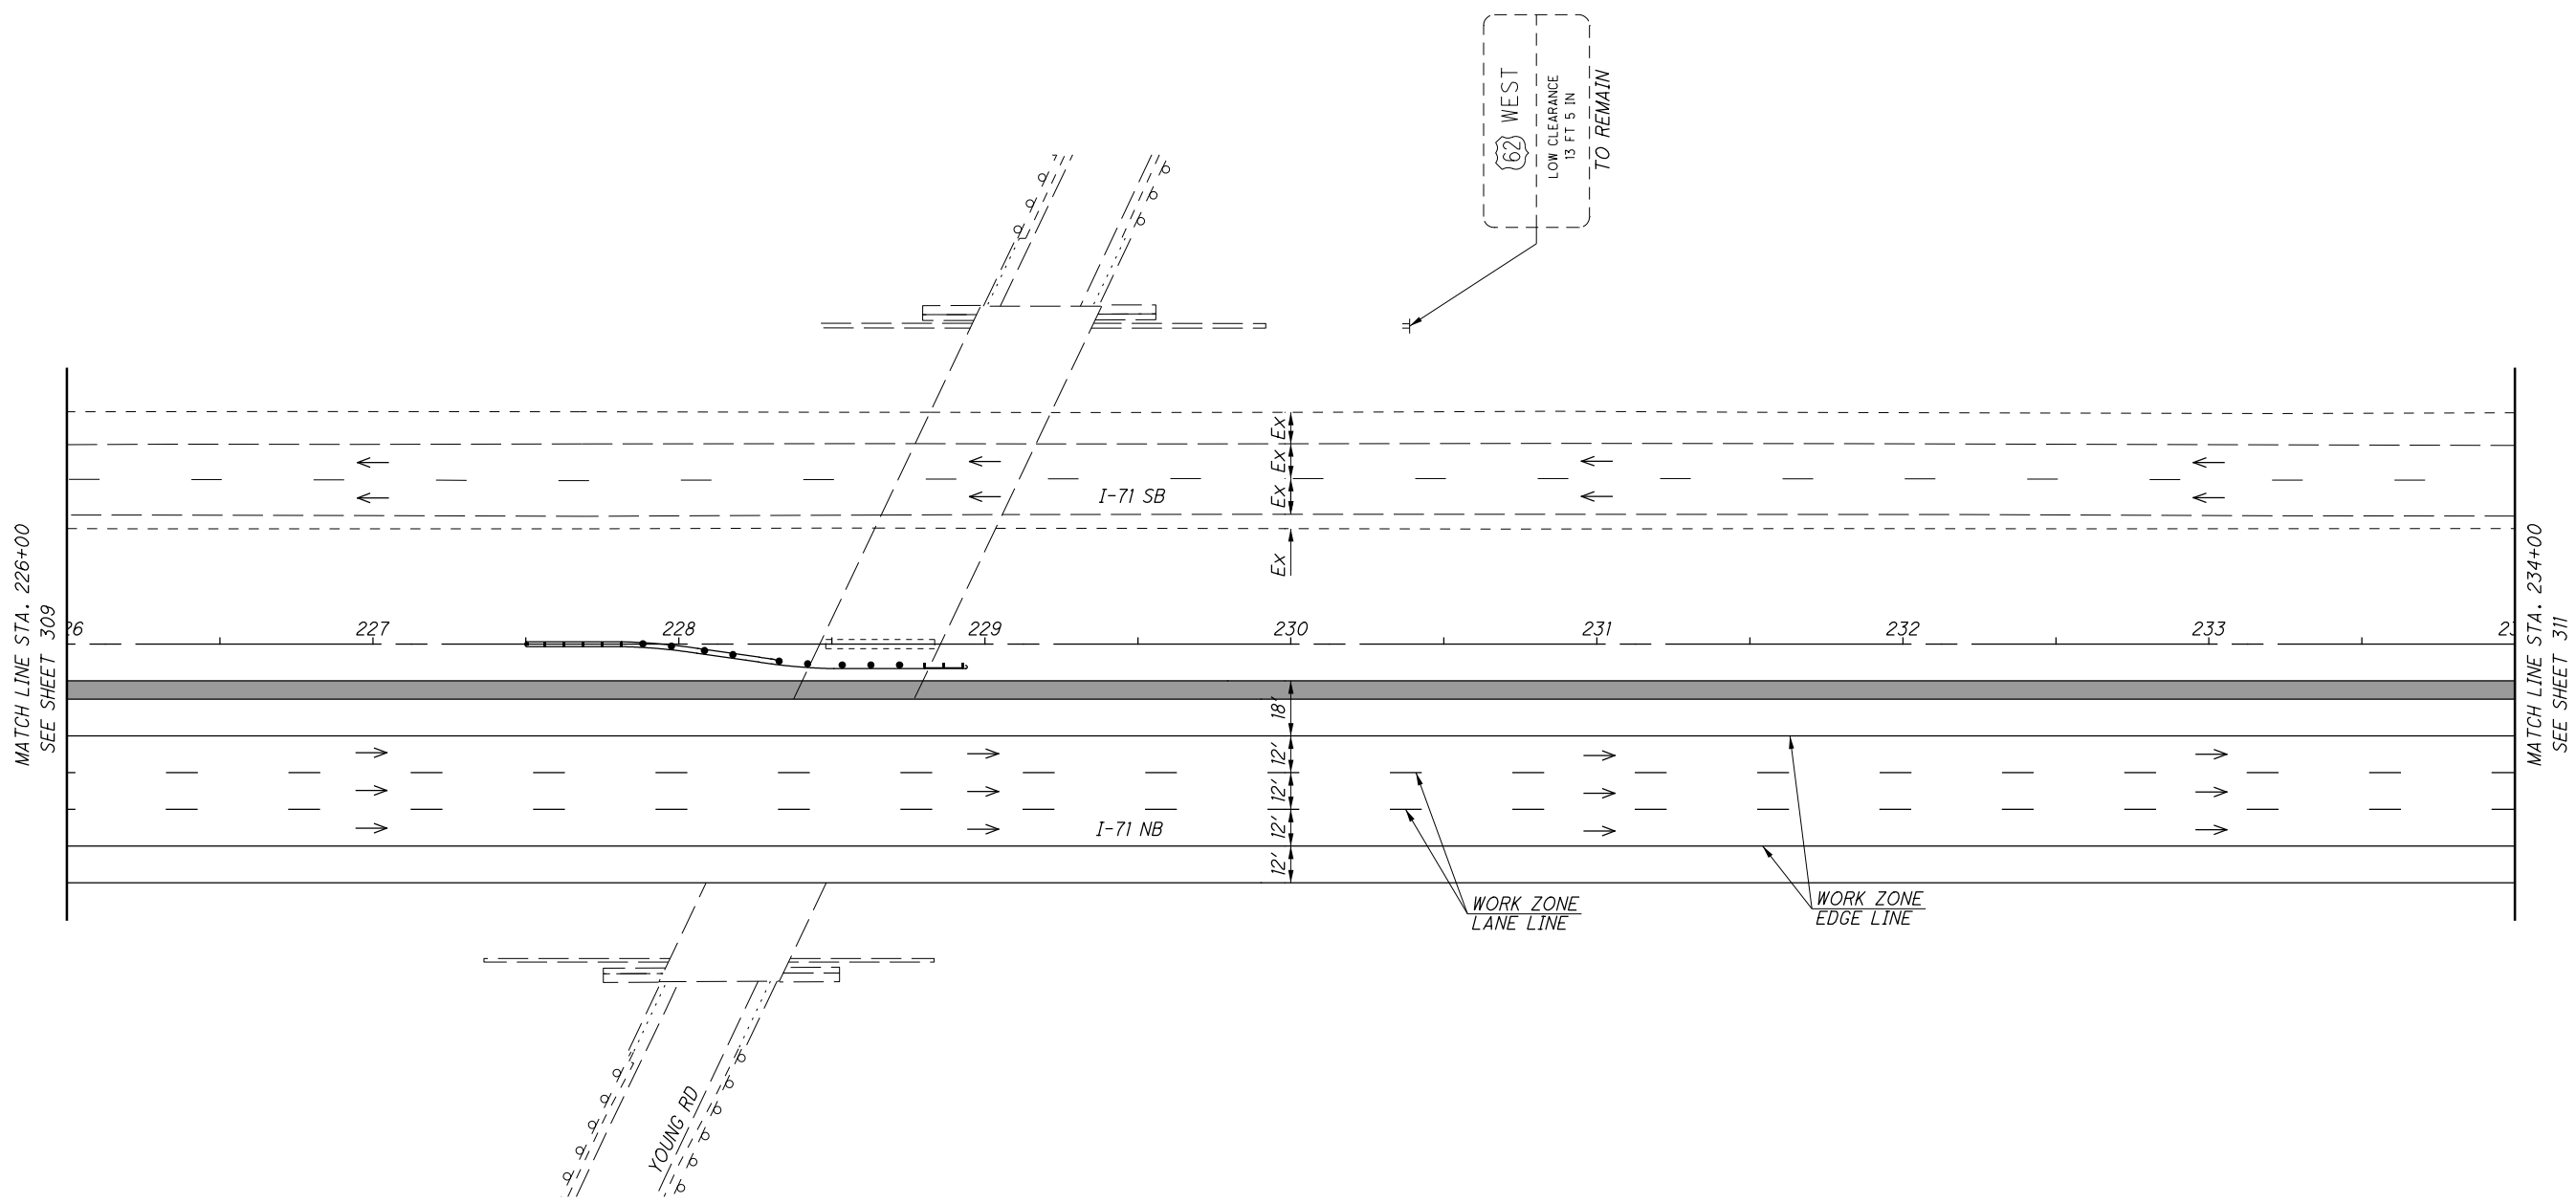 62 WEST
LOW CLEARANCE
13 FT 5 IN
TO REMAIN
Ex
Ex
Ex
I-71 SB
Ex
MATCH LINE STA. 226+00
SEE SHEET 309
26
227
228
229
230
231
232
233
23
MATCH LINE STA. 234+00
SEE SHEET 311
18'
12'
12'
12'
I-71 NB
12'
WORK ZONE
LANE LINE
WORK ZONE
EDGE LINE
YOUNG RD